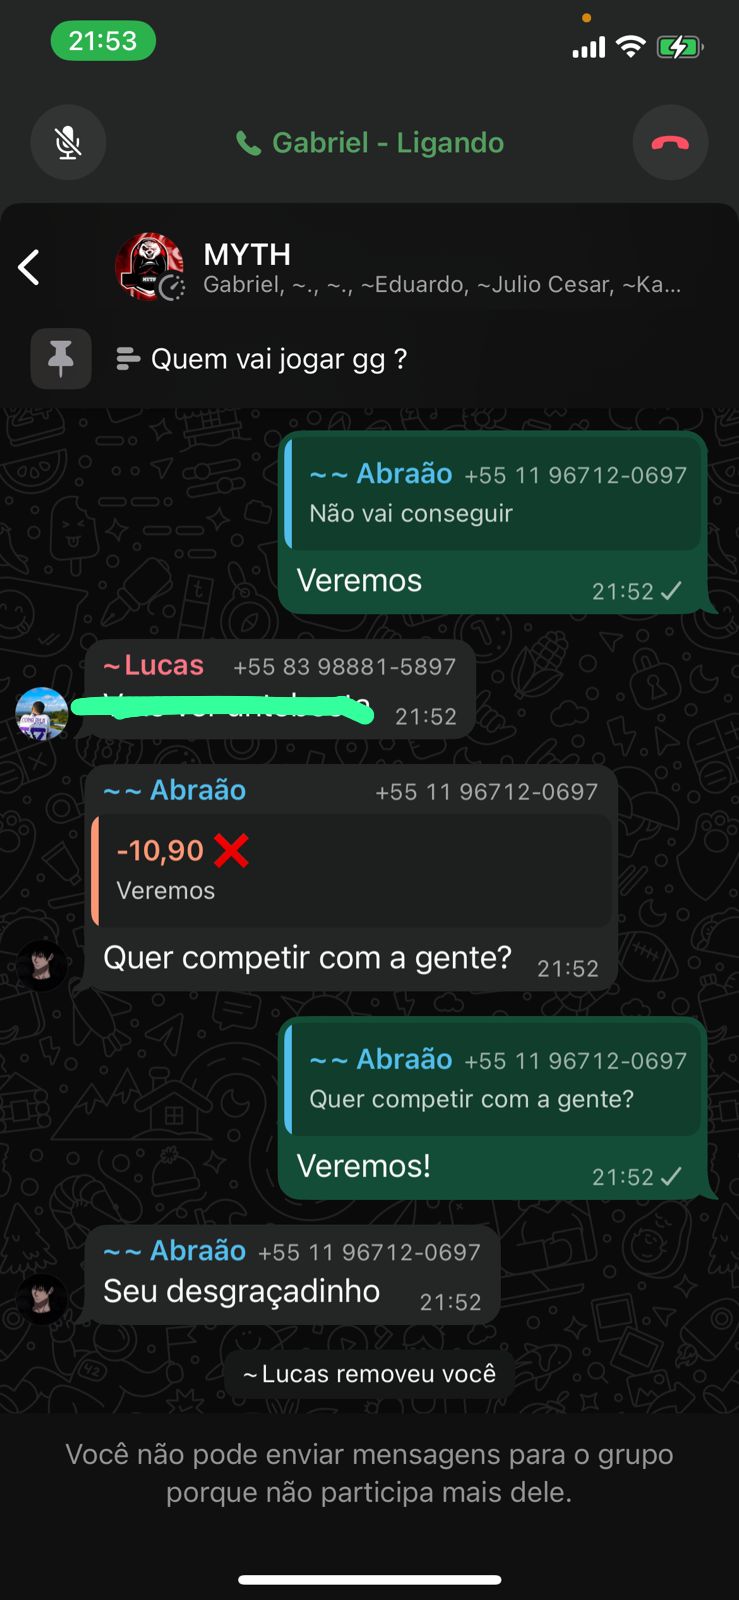 21:53
Gabriel - Ligando
MYTH
Gabriel, ~., ~., ~Eduardo, ~Julio Cesar, ~Ka...
Quem vai jogar gg ?
~~ Abraão +55 11 96712-0697
Não vai conseguir
Veremos
21:52
~Lucas +55 83 98881-5897
21:52
~~ Abraão +55 11 96712-0697
-10,90 ❌
Veremos
Quer competir com a gente?
21:52
~~ Abraão +55 11 96712-0697
Quer competir com a gente?
Veremos!
21:52
~~ Abraão +55 11 96712-0697
Seu desgraçadinho
21:52
~Lucas removeu você
Você não pode enviar mensagens para o grupo
porque não participa mais dele.